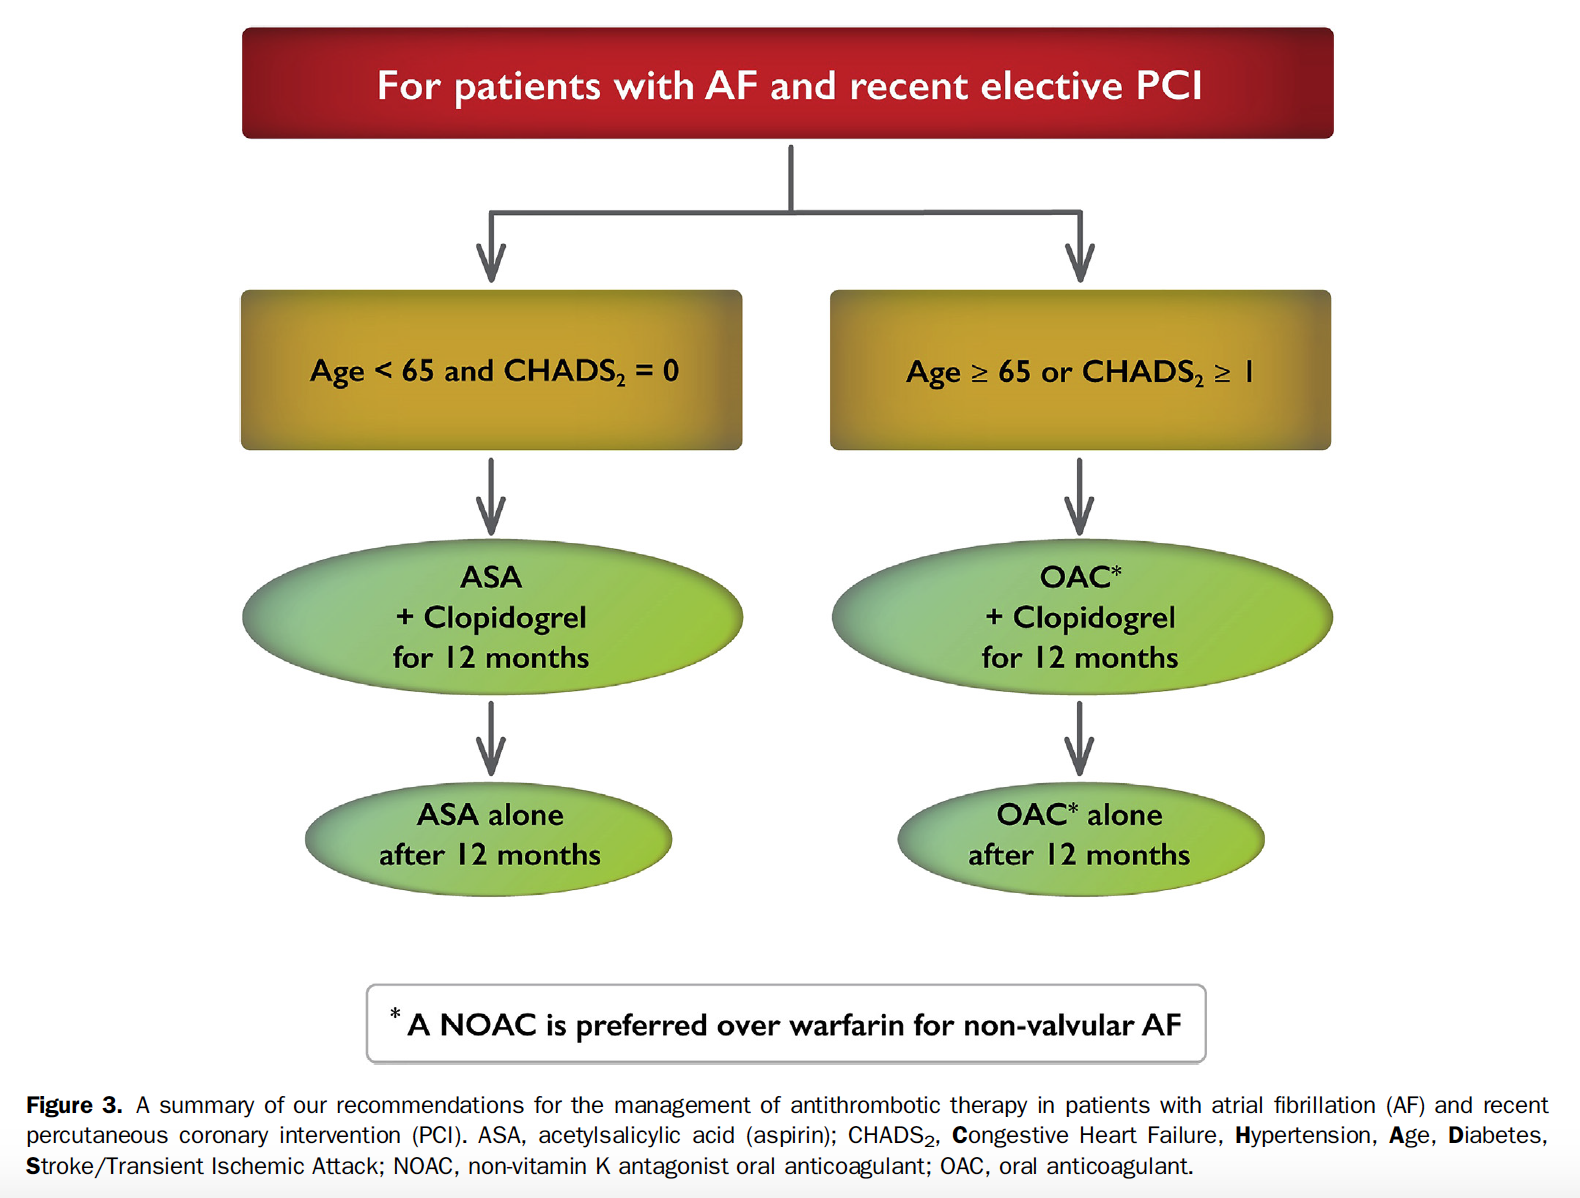 For patients with AF and recent elective PCI
Age < 65 and CHADS₂ = 0
Age ≥ 65 or CHADS₂ ≥ 1
ASA
+ Clopidogrel
for 12 months
OAC*
+ Clopidogrel
for 12 months
ASA alone
after 12 months
OAC* alone
after 12 months
* A NOAC is preferred over warfarin for non-valvular AF
Figure 3. A summary of our recommendations for the management of antithrombotic therapy in patients with atrial fibrillation (AF) and recent
percutaneous coronary intervention (PCI). ASA, acetylsalicylic acid (aspirin); CHADS₂, Congestive Heart Failure, Hypertension, Age, Diabetes,
Stroke/Transient Ischemic Attack; NOAC, non-vitamin K antagonist oral anticoagulant; OAC, oral anticoagulant.